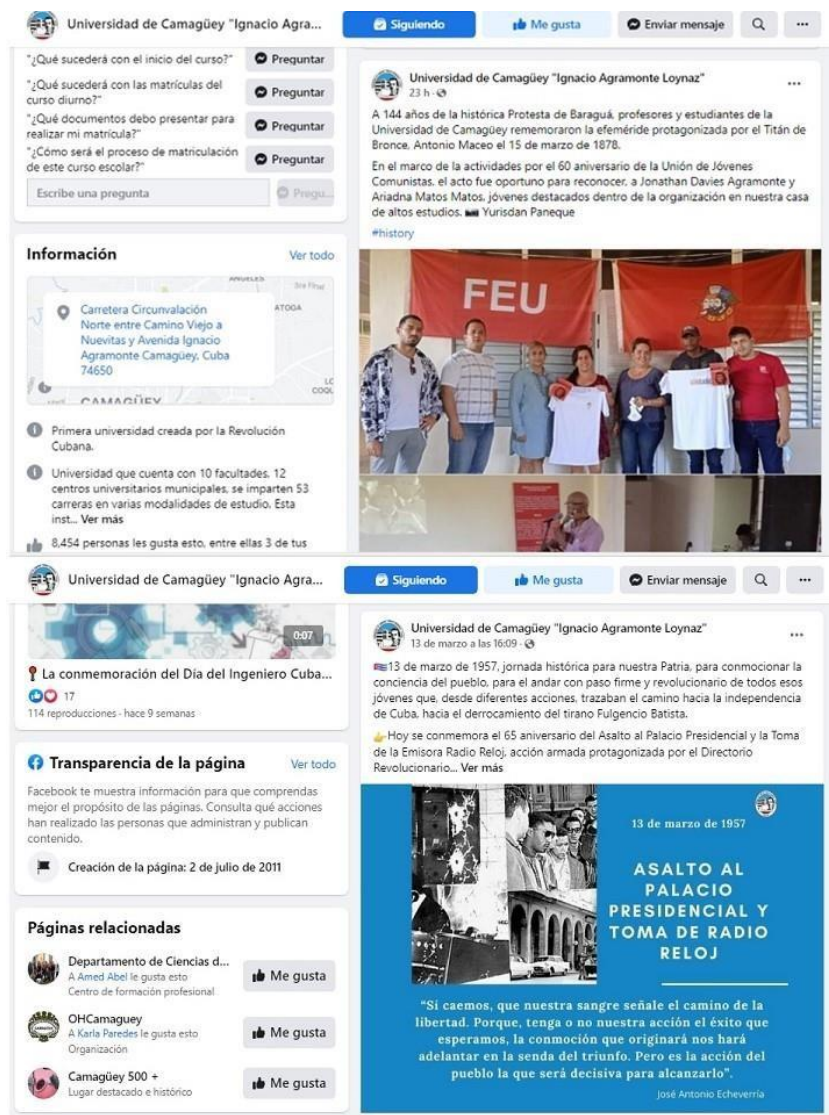 Universidad de Camagüey "Ignacio Agra...
Siguiendo
Me gusta
Enviar mensaje
"¿Qué sucederá con el inicio del curso?"
Preguntar
"¿Qué sucederá con las matrículas del
curso diurno?"
Preguntar
"¿Qué documentos debo presentar para
realizar mi matrícula?"
Preguntar
"¿Cómo será el proceso de matriculación
de este curso escolar?"
Preguntar
Escribe una pregunta
Pregu...
Información
Ver todo
Carretera Circunvalación
Norte entre Camino Viejo a
Nuevitas y Avenida Ignacio
Agramonte Camagüey, Cuba
74650
CAMAGÜEY
Primera universidad creada por la Revolución
Cubana.
Universidad que cuenta con 10 facultades, 12
centros universitarios municipales, se imparten 53
carreras en varias modalidades de estudio. Esta
inst... Ver más
8,454 personas les gusta esto, entre ellas 3 de tus
Universidad de Camagüey "Ignacio Agramonte Loynaz"
23 h
A 144 años de la histórica Protesta de Baraguá, profesores y estudiantes de la
Universidad de Camagüey rememoraron la efeméride protagonizada por el Titán de
Bronce, Antonio Maceo el 15 de marzo de 1878.
En el marco de la actividades por el 60 aniversario de la Unión de Jóvenes
Comunistas, el acto fue oportuno para reconocer, a Jonathan Davies Agramonte y
Ariadna Matos Matos, jóvenes destacados dentro de la organización en nuestra casa
de altos estudios. Yurisdan Paneque
#history
FEU
Universidad de Camagüey "Ignacio Agra...
Siguiendo
Me gusta
Enviar mensaje
0:07
La conmemoración del Día del Ingeniero Cuba...
17
114 reproducciones · hace 9 semanas
Transparencia de la página
Ver todo
Facebook te muestra información para que comprendas
mejor el propósito de las páginas. Consulta qué acciones
han realizado las personas que administran y publican
contenido.
Creación de la página: 2 de julio de 2011
Páginas relacionadas
Departamento de Ciencias d...
A Amed Abel le gusta esto
Centro de formación profesional
Me gusta
OHCamaguey
A Karla Paredes le gusta esto
Organización
Me gusta
Camagüey 500 +
Lugar destacado e histórico
Me gusta
Universidad de Camagüey "Ignacio Agramonte Loynaz"
13 de marzo a las 16:09
13 de marzo de 1957, jornada histórica para nuestra Patria, para conmocionar la
conciencia del pueblo, para el andar con paso firme y revolucionario de todos esos
jóvenes que, desde diferentes acciones, trazaban el camino hacia la independencia
de Cuba, hacia el derrocamiento del tirano Fulgencio Batista.
Hoy se conmemora el 65 aniversario del Asalto al Palacio Presidencial y la Toma
de la Emisora Radio Reloj, acción armada protagonizada por el Directorio
Revolucionario... Ver más
13 de marzo de 1957
ASALTO AL
PALACIO
PRESIDENCIAL Y
TOMA DE RADIO
RELOJ
"Si caemos, que nuestra sangre señale el camino de la
libertad. Porque, tenga o no nuestra acción el éxito que
esperamos, la conmoción que originará nos hará
adelantar en la senda del triunfo. Pero es la acción del
pueblo la que será decisiva para alcanzarlo".
José Antonio Echeverría